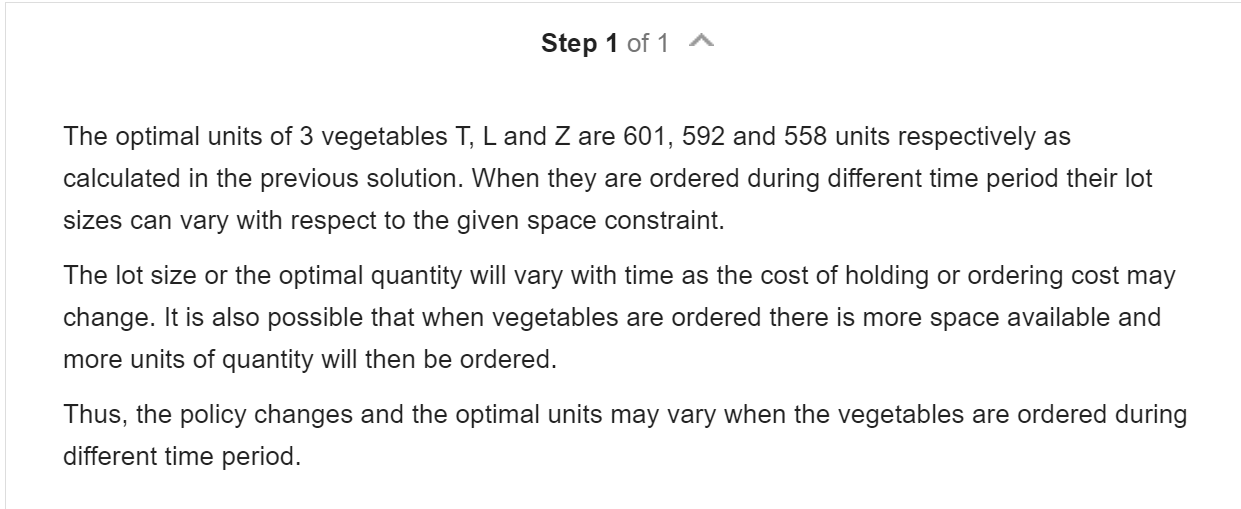 Step 1 of 1
The optimal units of 3 vegetables T, L and Z are 601, 592 and 558 units respectively as
calculated in the previous solution. When they are ordered during different time period their lot
sizes can vary with respect to the given space constraint.
The lot size or the optimal quantity will vary with time as the cost of holding or ordering cost may
change. It is also possible that when vegetables are ordered there is more space available and
more units of quantity will then be ordered.
Thus, the policy changes and the optimal units may vary when the vegetables are ordered during
different time period.